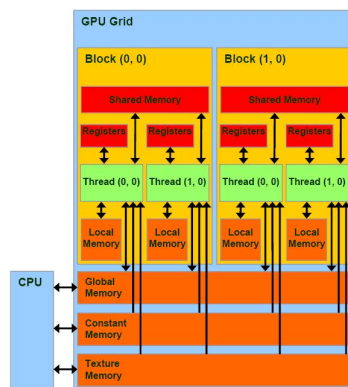 GPU Grid
Block (0, 0)
Block (1, 0)
Shared Memory
Shared Memory
Registers
Registers
Registers
Registers
Thread (0, 0)
Thread (1, 0)
Thread (0, 0)
Thread (1, 0)
Local
Memory
Local
Memory
Local
Memory
Local
Memory
CPU
Global
Memory
Constant
Memory
Texture
Memory